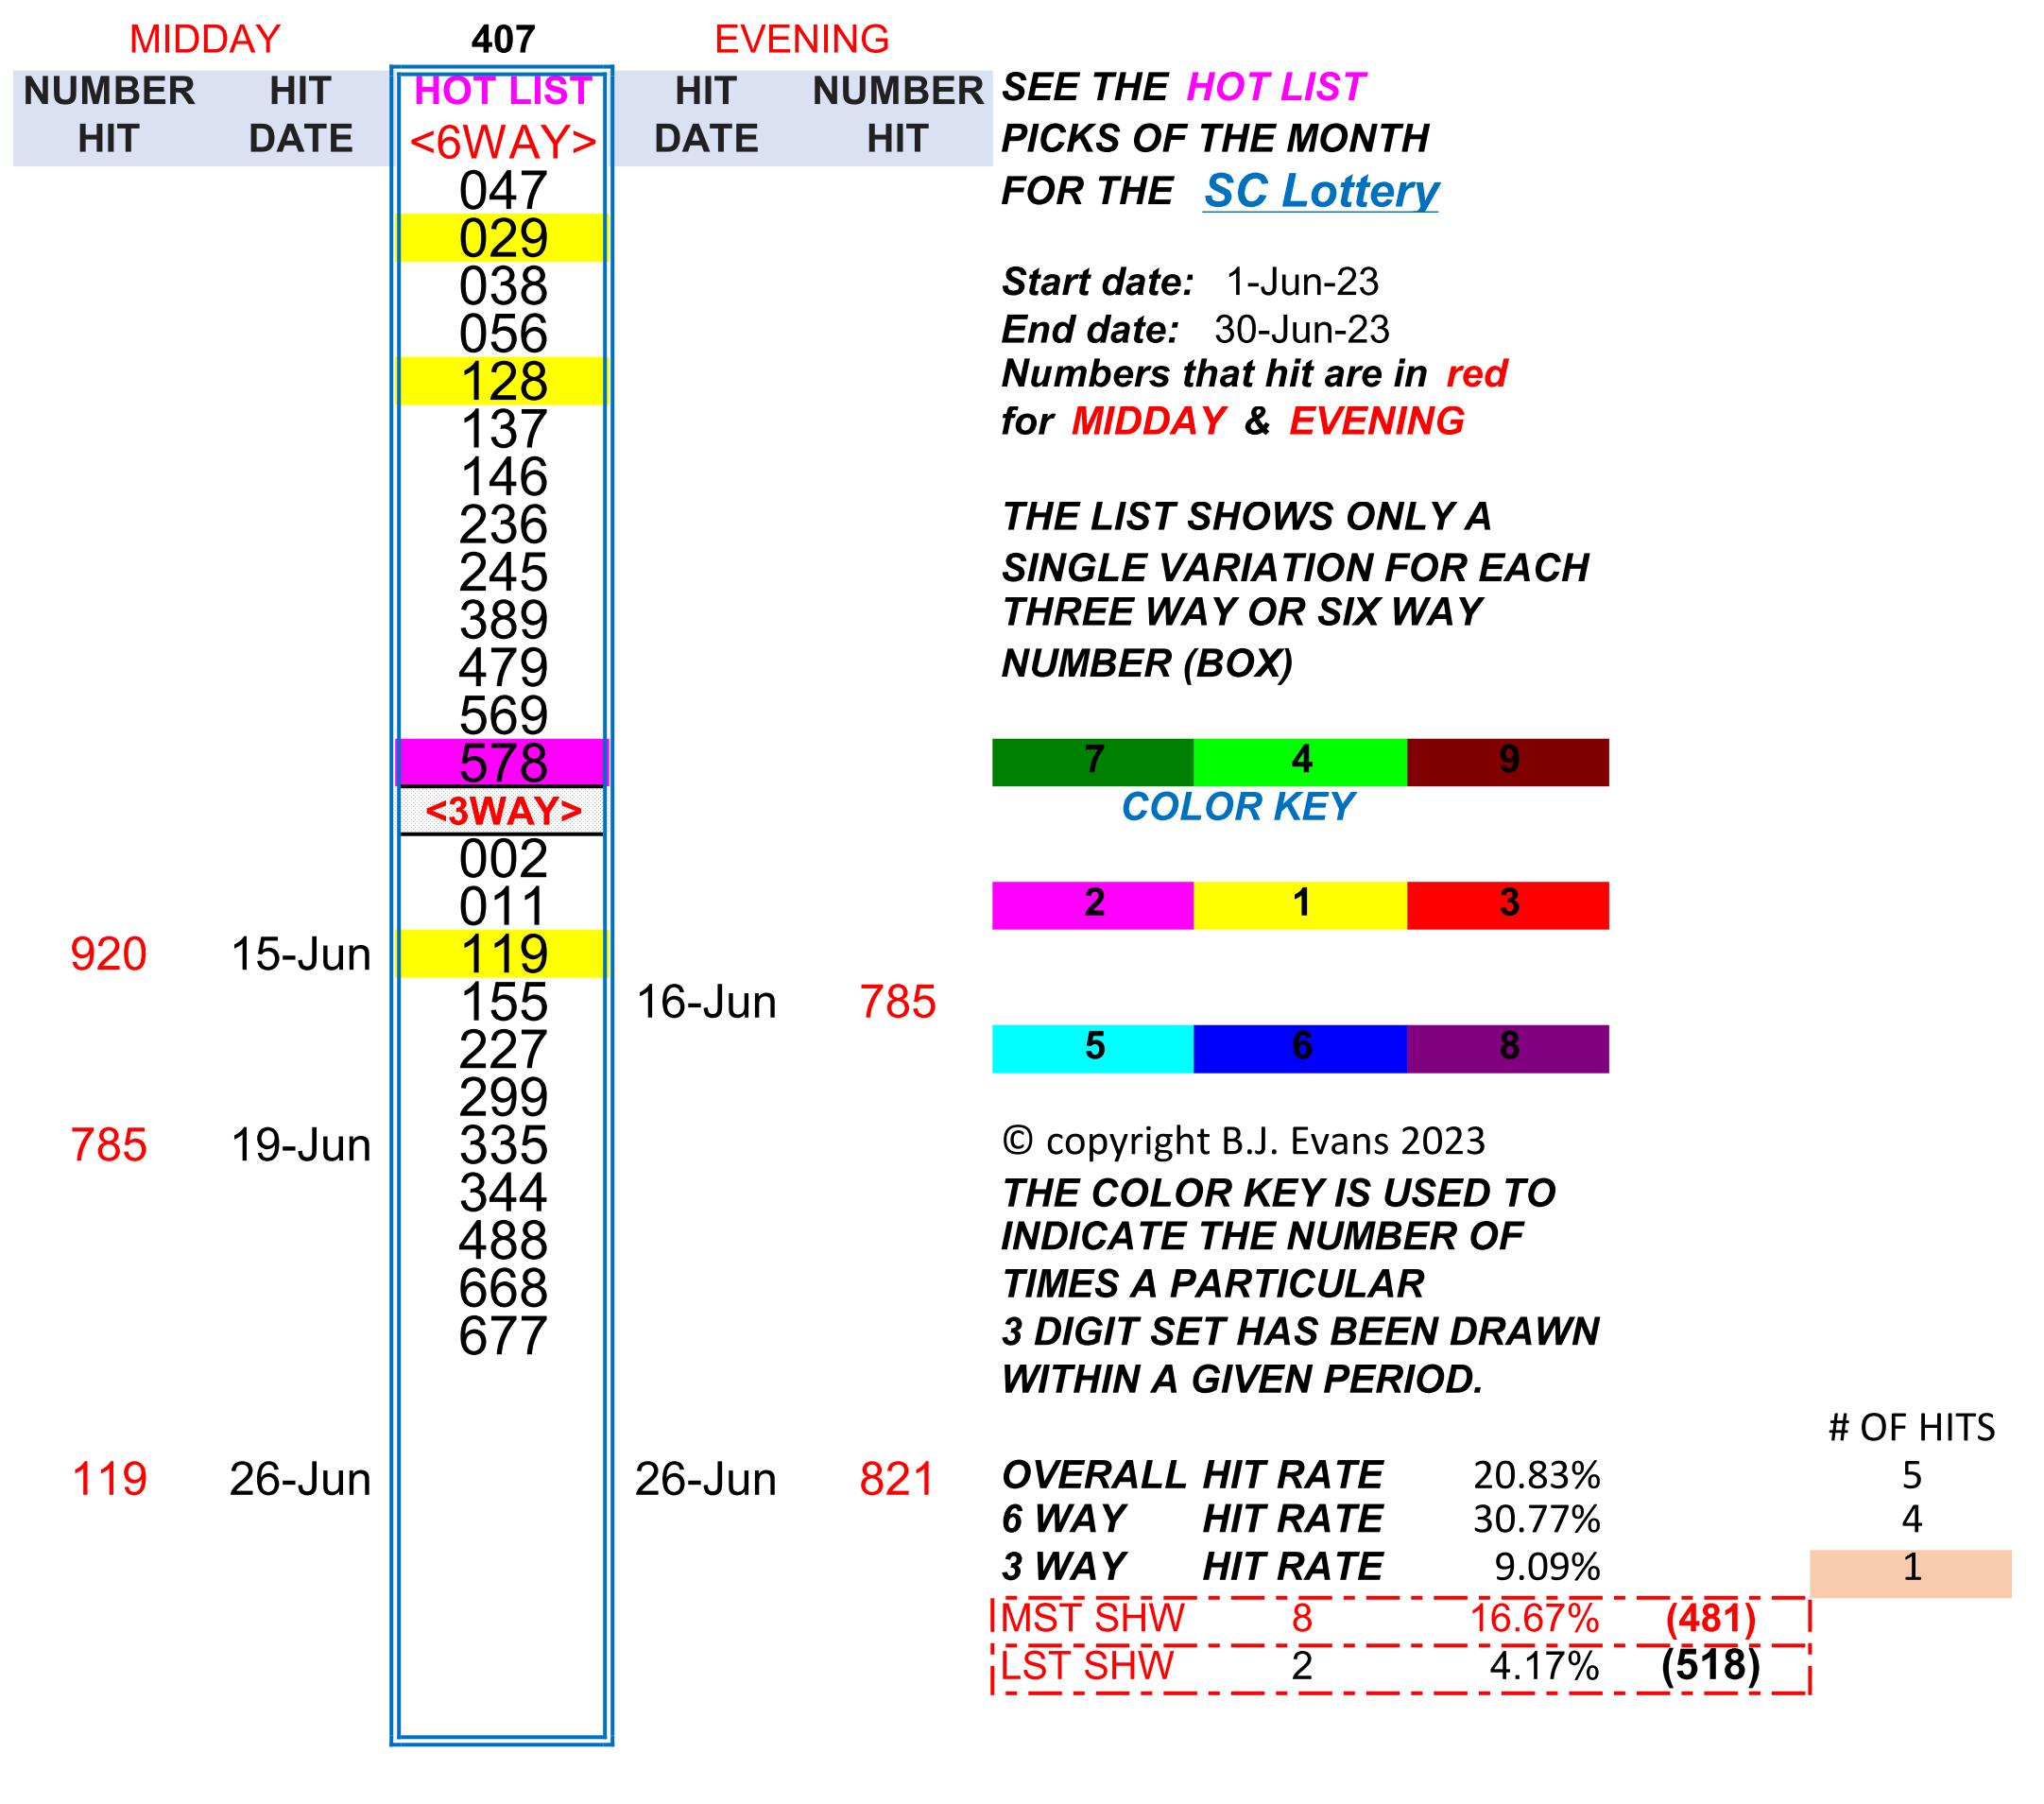 MIDDAY 407 EVENING
NUMBER HIT HOT LIST HIT NUMBER SEE THE HOT LIST
HIT DATE <6WAY> DATE HIT PICKS OF THE MONTH
047 FOR THE SC Lottery
029
038 Start date: 1-Jun-23
056 End date: 30-Jun-23
128 Numbers that hit are in red
137 for MIDDAY & EVENING
146
236 THE LIST SHOWS ONLY A
245 SINGLE VARIATION FOR EACH
389 THREE WAY OR SIX WAY
479 NUMBER (BOX)
569
578 7 4 9
<3WAY> COLOR KEY
002
011 2 1 3
920 15-Jun 119
155 16-Jun 785
227 5 6 8
299
785 19-Jun 335 © copyright B.J. Evans 2023
344 THE COLOR KEY IS USED TO
488 INDICATE THE NUMBER OF
668 TIMES A PARTICULAR
677 3 DIGIT SET HAS BEEN DRAWN
WITHIN A GIVEN PERIOD.
# OF HITS
119 26-Jun 26-Jun 821 OVERALL HIT RATE 20.83% 5
6 WAY HIT RATE 30.77% 4
3 WAY HIT RATE 9.09% 1
MST SHW 8 16.67% (481)
LST SHW 2 4.17% (518)